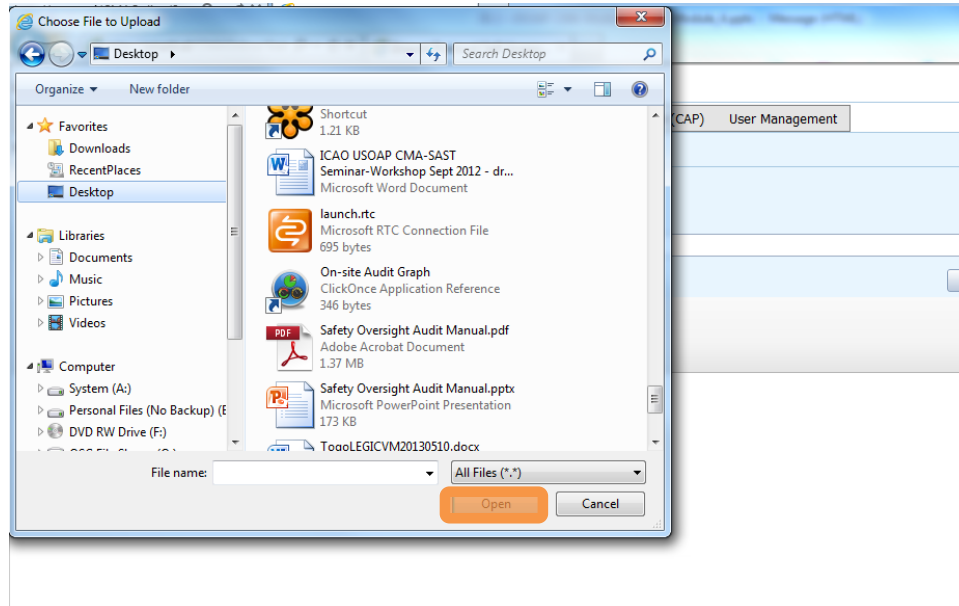 Choose File to Upload
Desktop
Search Desktop
Organize
New folder
Favorites
Downloads
RecentPlaces
Desktop
Libraries
Documents
Music
Pictures
Videos
Computer
System (A:)
Personal Files (No Backup) (E
DVD RW Drive (F:)
Shortcut
1.21 KB
ICAO USOAP CMA-SAST
Seminar-Workshop Sept 2012 - dr...
Microsoft Word Document
launch.rtc
Microsoft RTC Connection File
695 bytes
On-site Audit Graph
ClickOnce Application Reference
346 bytes
PDF
Safety Oversight Audit Manual.pdf
Adobe Acrobat Document
1.37 MB
Safety Oversight Audit Manual.pptx
Microsoft PowerPoint Presentation
173 KB
TogoLEGICVM20130510.docx
File name:
All Files (*.*)
Open
Cancel
(CAP)
User Management